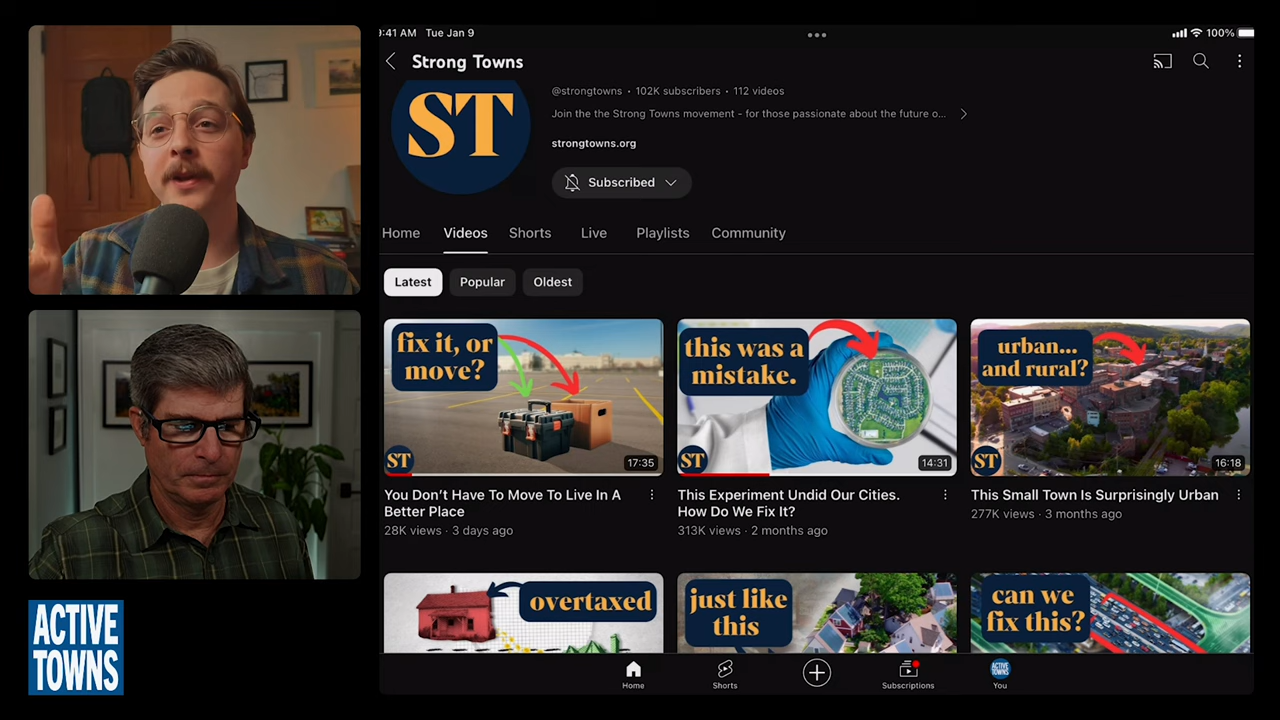 :41 AM Tue Jan 9
100%
Strong Towns
ST
@strongtowns • 102K subscribers • 112 videos
Join the the Strong Towns movement - for those passionate about the future o...
strongtowns.org
Subscribed
Home Videos Shorts Live Playlists Community
Latest Popular Oldest
fix it, or
move?
ST
17:35
this was a
mistake.
ST
14:31
urban...
and rural?
ST
16:18
You Don't Have To Move To Live In A
Better Place
28K views · 3 days ago
This Experiment Undid Our Cities.
How Do We Fix It?
313K views · 2 months ago
This Small Town Is Surprisingly Urban
277K views · 3 months ago
overtaxed
just like
this
can we
fix this?
Home
Shorts
Subscriptions
ACTIVE
TOWNS
You
ACTIVE
TOWNS